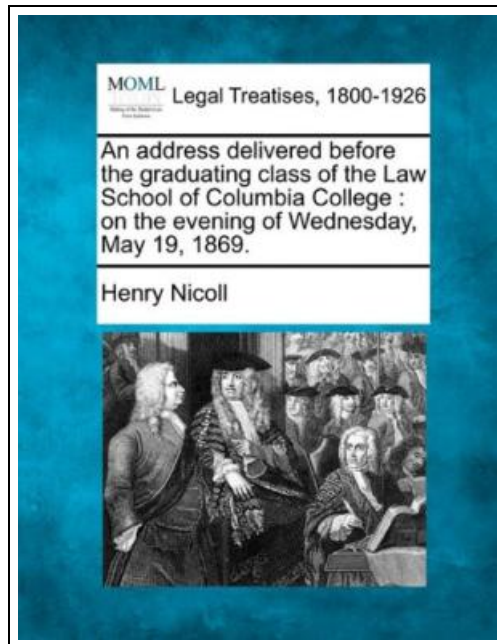 MOML
Legal Treatises, 1800-1926
An address delivered before
the graduating class of the Law
School of Columbia College :
on the evening of Wednesday,
May 19, 1869.
Henry Nicoll